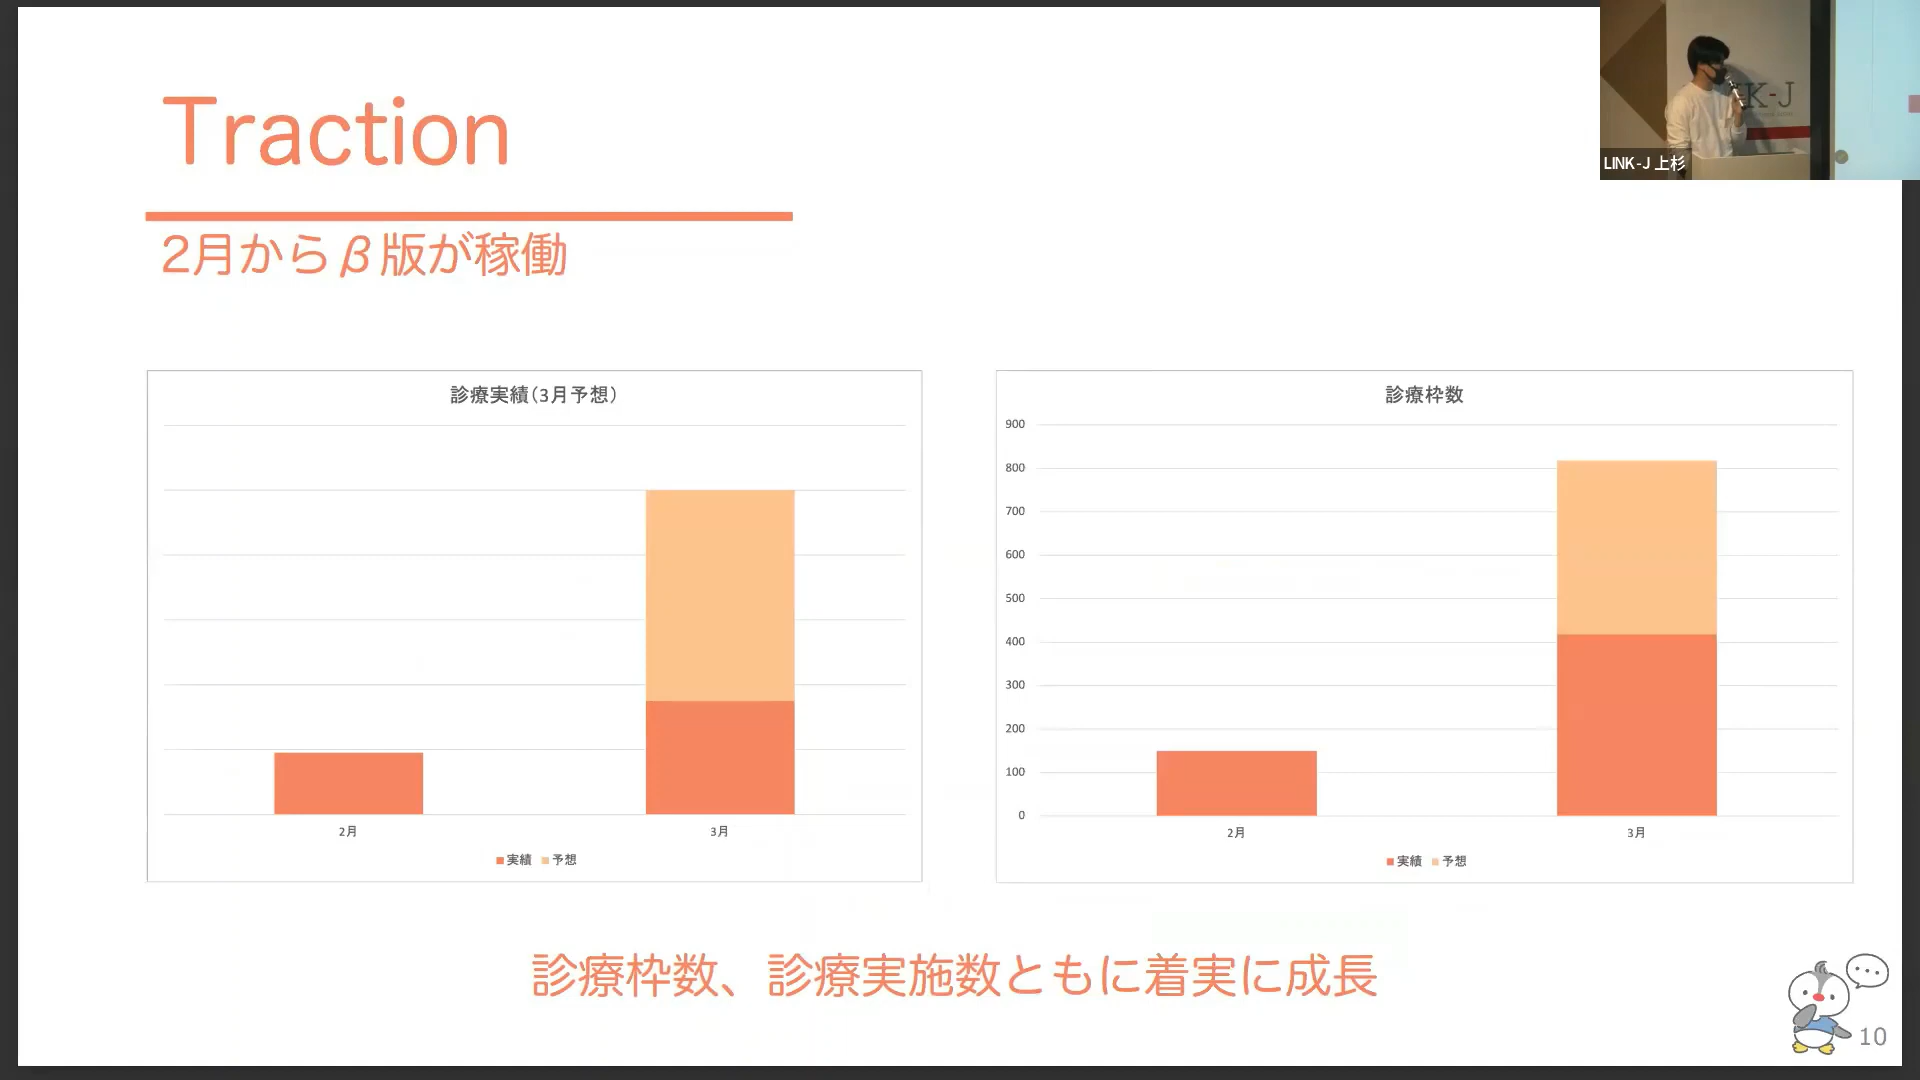 Traction
2月からβ版が稼働
LINK-J 上杉
K-J
診療実績(3月予想)
2月
3月
実績 予想
診療枠数
900
800
700
600
500
400
300
200
100
0
2月
3月
実績 予想
診療枠数、診療実施数ともに着実に成長
10